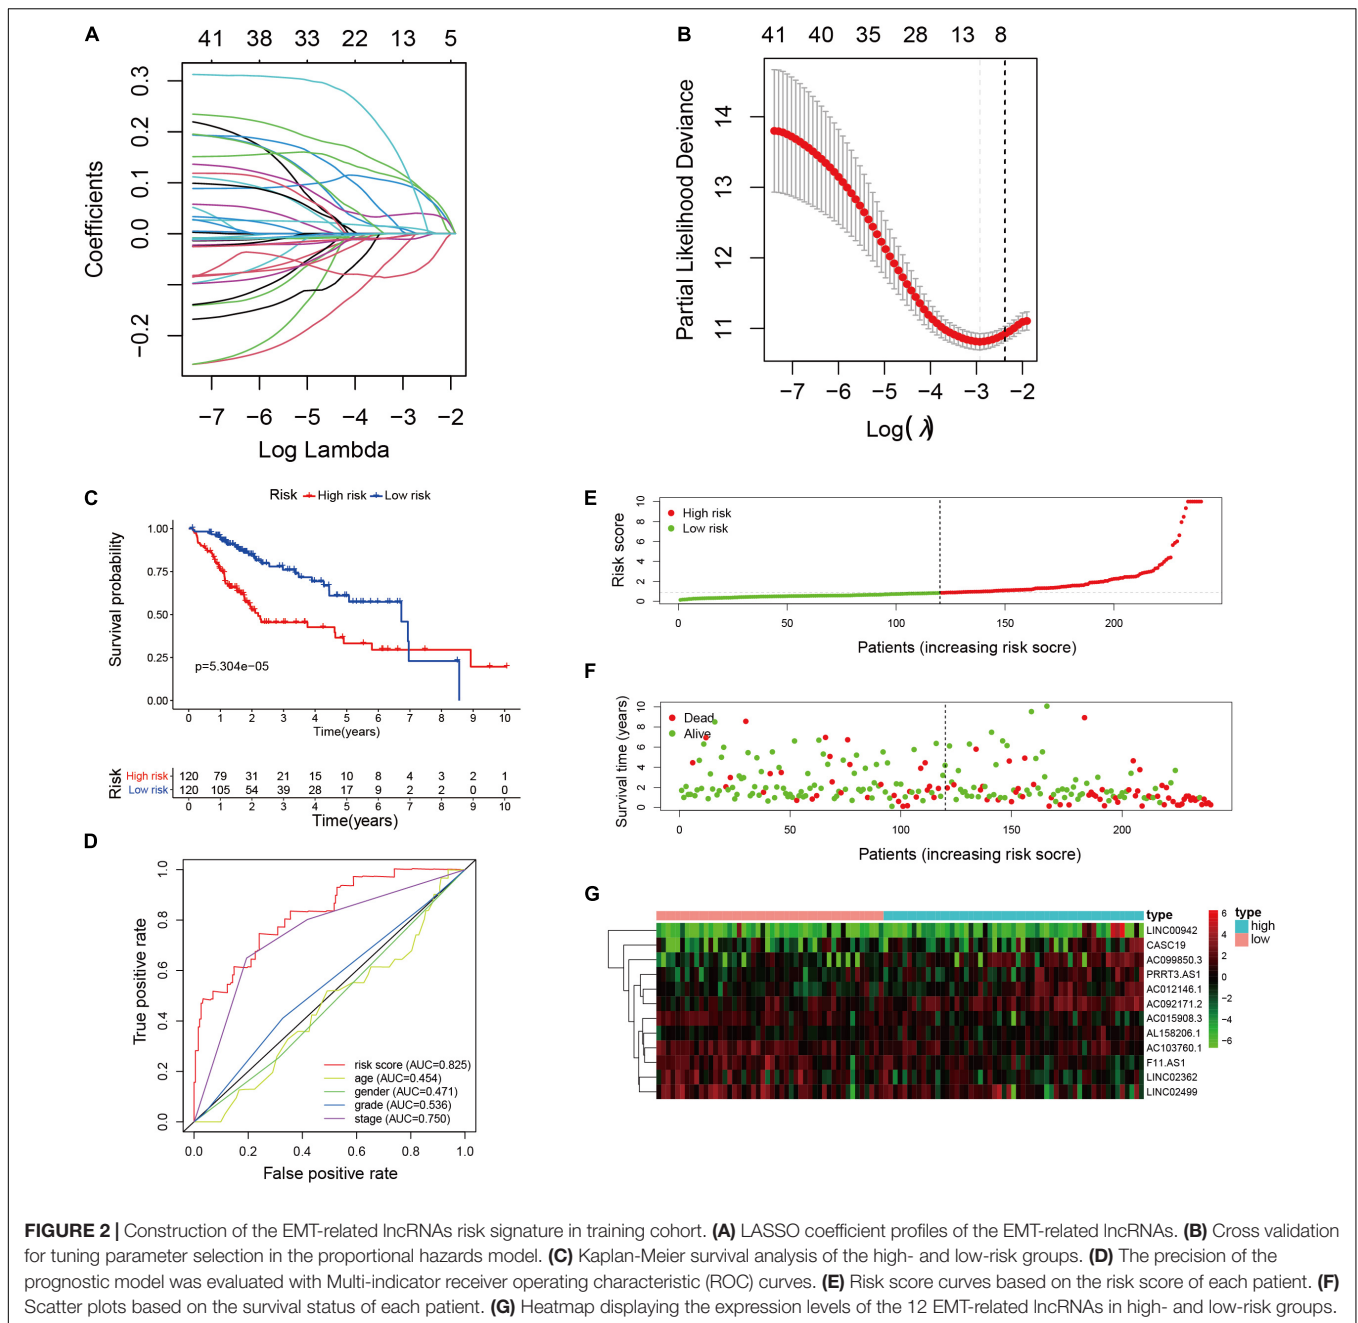 A
41 38 33 22 13 5
0.3
0.2
0.1
0.0
−0.2
Coefficients
−7 −6 −5 −4 −3 −2
Log Lambda
B
41 40 35 28 13 8
14
13
12
11
Partial Likelihood Deviance
−7 −6 −5 −4 −3 −2
Log(λ)
C
Risk High risk Low risk
1.00
0.75
0.50
0.25
0.00
Survival probability
p=5.304e−05
0 1 2 3 4 5 6 7 8 9 10
Time(years)
Risk
High risk 120 79 31 21 15 10 8 4 3 2 1
Low risk 120 105 54 39 28 17 9 2 2 0 0
0 1 2 3 4 5 6 7 8 9 10
Time(years)
D
1.0
0.8
0.6
0.4
0.2
0.0
True positive rate
risk score (AUC=0.825)
age (AUC=0.454)
gender (AUC=0.471)
grade (AUC=0.536)
stage (AUC=0.750)
0.0 0.2 0.4 0.6 0.8 1.0
False positive rate
E
10
8
6
4
2
0
Risk score
High risk
Low risk
0 50 100 150 200
Patients (increasing risk socre)
F
10
8
6
4
2
0
Survival time (years)
Dead
Alive
0 50 100 150 200
Patients (increasing risk socre)
G
type
LINC00942
CASC19
AC099850.3
PRRT3.AS1
AC012146.1
AC092171.2
AC015908.3
AL158206.1
AC103760.1
F11.AS1
LINC02362
LINC02499
6
4
2
0
−2
−4
−6
type
high
low
FIGURE 2 | Construction of the EMT-related lncRNAs risk signature in training cohort. (A) LASSO coefficient profiles of the EMT-related lncRNAs. (B) Cross validation
for tuning parameter selection in the proportional hazards model. (C) Kaplan-Meier survival analysis of the high- and low-risk groups. (D) The precision of the
prognostic model was evaluated with Multi-indicator receiver operating characteristic (ROC) curves. (E) Risk score curves based on the risk score of each patient. (F)
Scatter plots based on the survival status of each patient. (G) Heatmap displaying the expression levels of the 12 EMT-related lncRNAs in high- and low-risk groups.